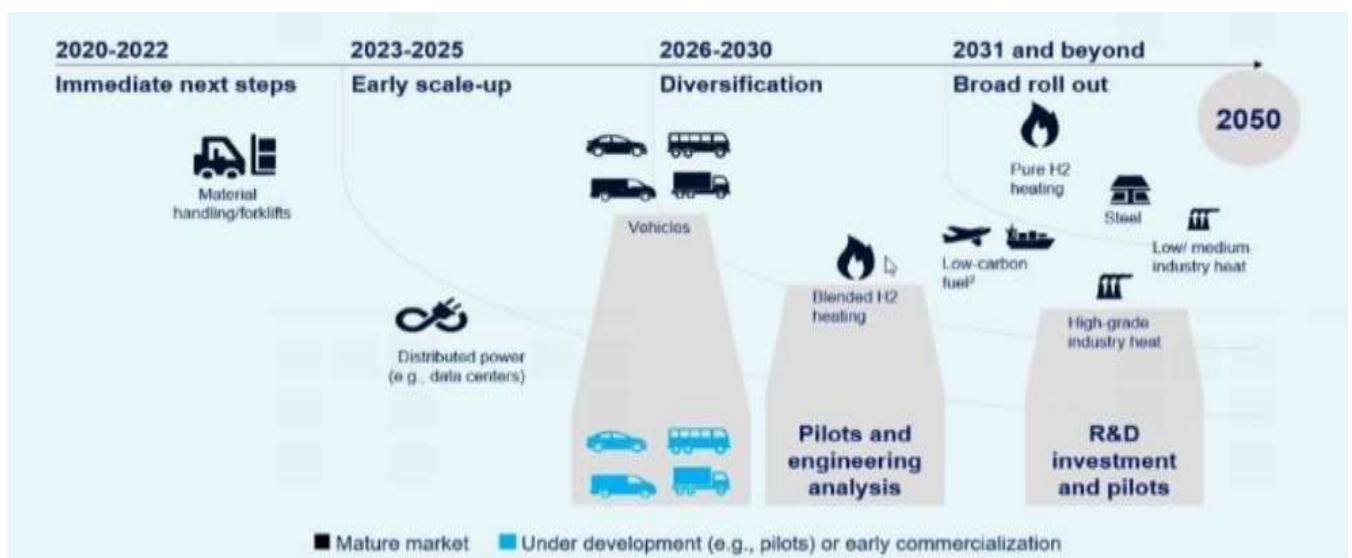 2020-2022
2023-2025
2026-2030
2031 and beyond
Immediate next steps
Early scale-up
Diversification
Broad roll out
2050
Material
handling/forklifts
Vehicles
Pure H2
heating
Steel
Low/ medium
industry heat
Low-carbon
fuel²
Blended H2
heating
High-grade
industry heat
Distributed power
(e.g., data centers)
Pilots and
engineering
analysis
R&D
investment
and pilots
Mature market
Under development (e.g., pilots) or early commercialization